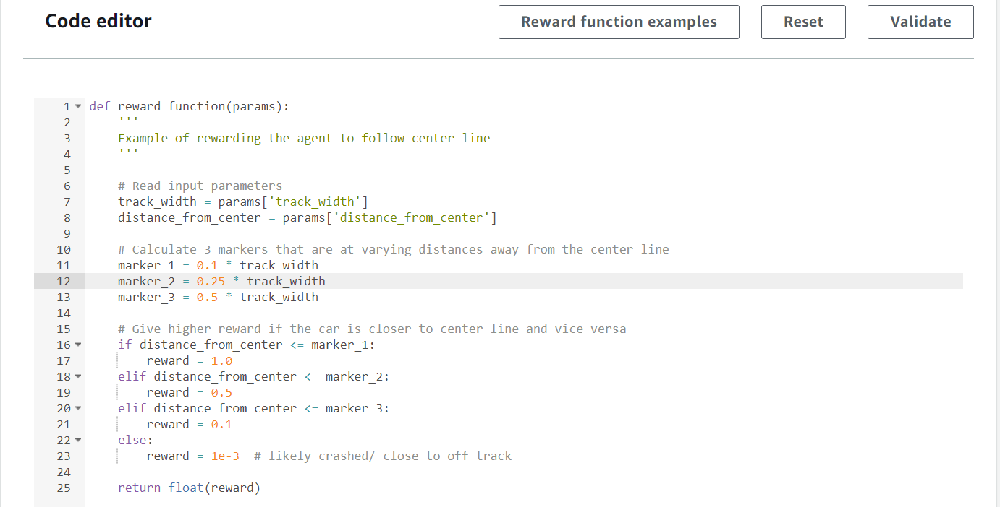 Code editor
Reward function examples
Reset
Validate
1 def reward_function(params):
2     '''
3     Example of rewarding the agent to follow center line
4     '''
5
6     # Read input parameters
7     track_width = params['track_width']
8     distance_from_center = params['distance_from_center']
9
10     # Calculate 3 markers that are at varying distances away from the center line
11     marker_1 = 0.1 * track_width
12     marker_2 = 0.25 * track_width
13     marker_3 = 0.5 * track_width
14
15     # Give higher reward if the car is closer to center line and vice versa
16     if distance_from_center <= marker_1:
17         reward = 1.0
18     elif distance_from_center <= marker_2:
19         reward = 0.5
20     elif distance_from_center <= marker_3:
21         reward = 0.1
22     else:
23         reward = 1e-3  # likely crashed/ close to off track
24
25     return float(reward)